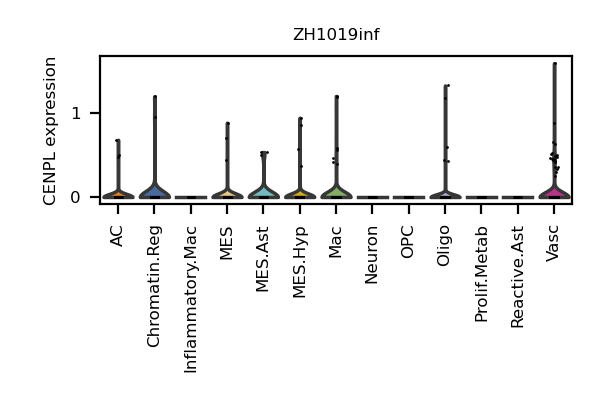 ZH1019inf
CENPL expression
1
0
AC
Chromatin.Reg
Inflammatory.Mac
MES
MES.Ast
MES.Hyp
Mac
Neuron
OPC
Oligo
Prolif.Metab
Reactive.Ast
Vasc